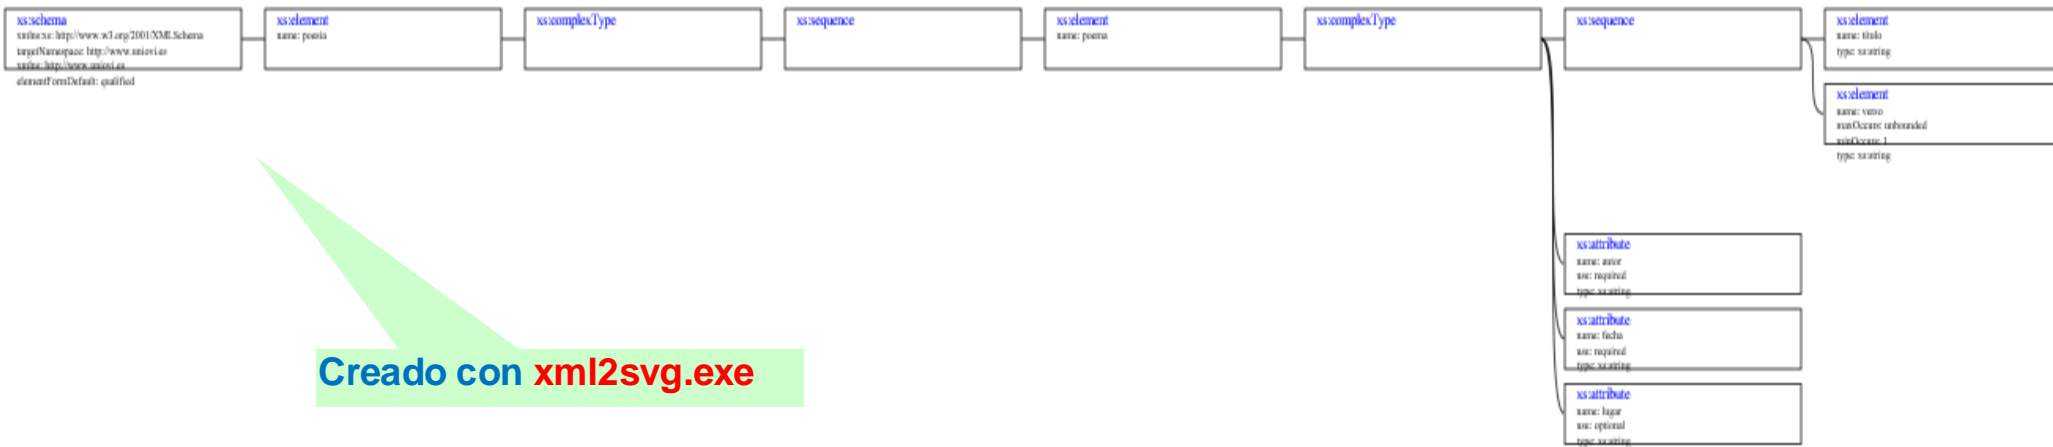 xs:schema
xmlns:xs: http://www.w3.org/2001/XMLSchema
targetNamespace: http://www.uniovi.es
xmlns: http://www.uniovi.es
elementFormDefault: qualified
xs:element
name: poesia
xs:complexType
xs:sequence
xs:element
name: poema
xs:complexType
xs:sequence
xs:element
name: titulo
type: xs:string
xs:element
name: verso
maxOccurs: unbounded
minOccurs: 1
type: xs:string
xs:attribute
name: autor
use: required
type: xs:string
xs:attribute
name: fecha
use: required
type: xs:string
xs:attribute
name: lugar
use: optional
type: xs:string
Creado con xml2svg.exe